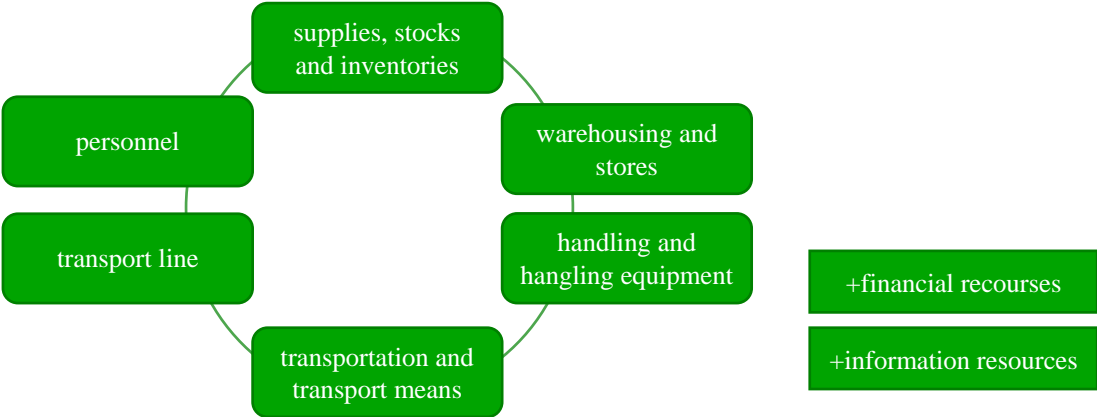 supplies, stocks
and inventories
personnel
warehousing and
stores
transport line
handling and
hangling equipment
+financial recourses
transportation and
transport means
+information resources